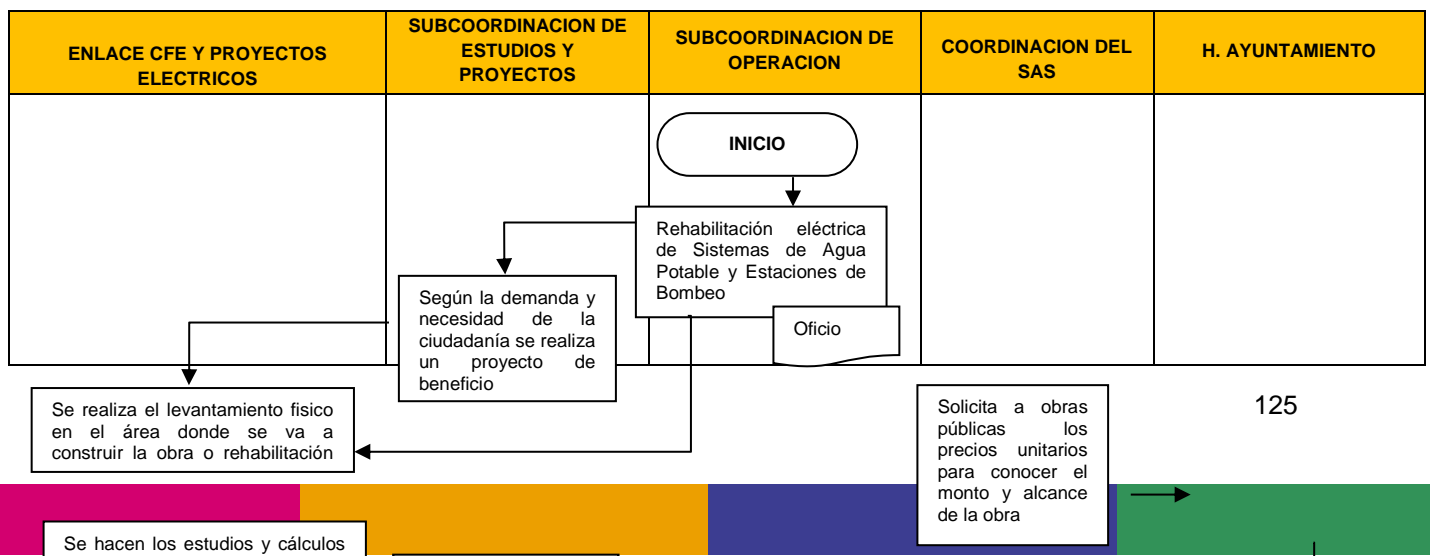 ENLACE CFE Y PROYECTOS
ELECTRICOS
SUBCOORDINACION DE
ESTUDIOS Y
PROYECTOS
SUBCOORDINACION DE
OPERACION
COORDINACION DEL
SAS
H. AYUNTAMIENTO
INICIO
Rehabilitación eléctrica
de Sistemas de Agua
Potable y Estaciones de
Bombeo
Oficio
Según la demanda y
necesidad de la
ciudadanía se realiza
un proyecto de
beneficio
Se realiza el levantamiento fisico
en el área donde se va a
construir la obra o rehabilitación
Solicita a obras
públicas los
precios unitarios
para conocer el
monto y alcance
de la obra
125
Se hacen los estudios y cálculos